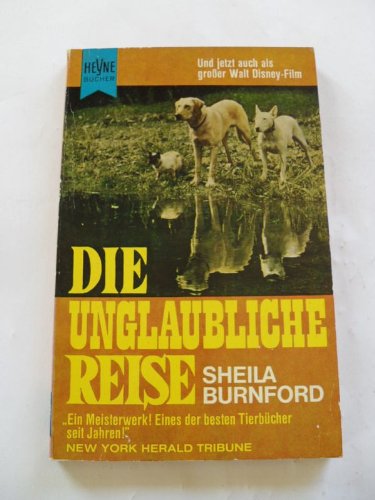 HEYNE
BÜCHER
Und jetzt auch als
großer Walt Disney-Film
DIE
UNGLAUBLICHE
REISE
SHEILA
BURNFORD
„Ein Meisterwerk! Eines der besten Tierbücher
seit Jahren!"
NEW YORK HERALD TRIBUNE